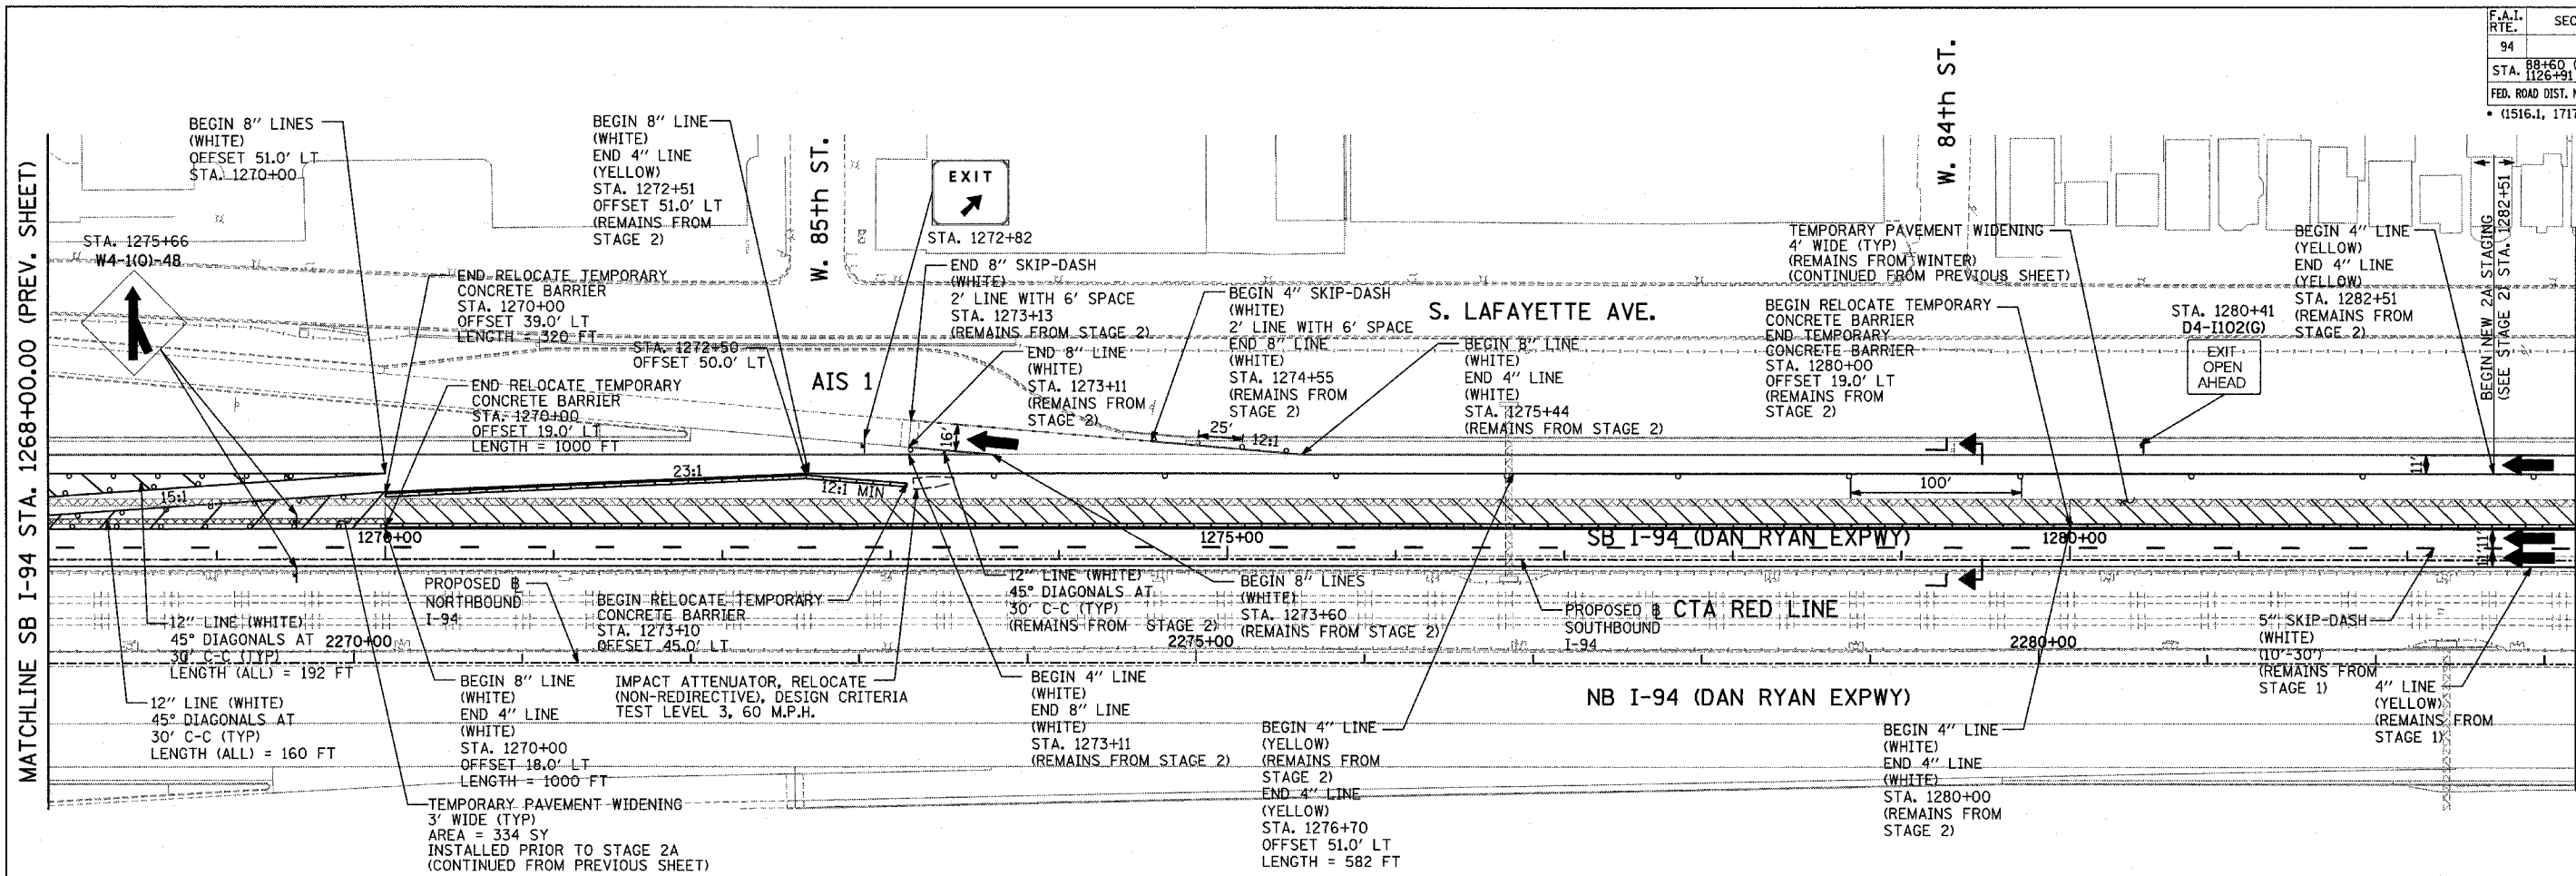 F.A.I.
RTE.
SEC
94
STA.
88+60 (
1126+91
FED. ROAD DIST. N
• (1516.1, 1717
MATCHLINE SB I-94 STA. 1268+00.00 (PREV. SHEET)
BEGIN 8" LINES
(WHITE)
OFFSET 51.0' LT
STA. 1270+00
STA. 1275+66
W4-1(O)-48
BEGIN 8" LINE
(WHITE)
END 4" LINE
(YELLOW)
STA. 1272+51
OFFSET 51.0' LT
(REMAINS FROM
STAGE 2)
W. 85th ST.
EXIT
STA. 1272+82
W. 84th ST.
END RELOCATE TEMPORARY
CONCRETE BARRIER
STA. 1270+00
OFFSET 39.0' LT
LENGTH = 320 FT
STA. 1272+50
OFFSET 50.0' LT
END RELOCATE TEMPORARY
CONCRETE BARRIER
STA. 1270+00
OFFSET 19.0' LT
LENGTH = 1000 FT
AIS 1
END 8" SKIP-DASH
(WHITE)
2' LINE WITH 6' SPACE
STA. 1273+13
(REMAINS FROM STAGE 2)
END 8" LINE
(WHITE)
STA. 1273+11
(REMAINS FROM
STAGE 2)
BEGIN 4" SKIP-DASH
(WHITE)
2' LINE WITH 6' SPACE
END 8" LINE
(WHITE)
STA. 1274+55
(REMAINS FROM
STAGE 2)
S. LAFAYETTE AVE.
BEGIN 8" LINE
(WHITE)
END 4" LINE
(WHITE)
STA. 1275+44
(REMAINS FROM STAGE 2)
TEMPORARY PAVEMENT WIDENING
4' WIDE (TYP)
(REMAINS FROM WINTER)
(CONTINUED FROM PREVIOUS SHEET)
BEGIN RELOCATE TEMPORARY
CONCRETE BARRIER
END TEMPORARY
CONCRETE BARRIER
STA. 1280+00
OFFSET 19.0' LT
(REMAINS FROM
STAGE 2)
STA. 1280+41
D4-I102(G)
EXIT
OPEN
AHEAD
BEGIN 4" LINE
(YELLOW)
END 4" LINE
(YELLOW)
STA. 1282+51
(REMAINS FROM
STAGE 2)
BEGIN NEW 2A STAGING
(SEE STAGE 2) STA. 1282+51
16'
25'
12:1
15:1
23:1
12:1 MIN
100'
11'
11'
11'
1270+00
1275+00
SB I-94 (DAN RYAN EXPWY)
1280+00
PROPOSED ℄
NORTHBOUND
I-94
BEGIN RELOCATE TEMPORARY
CONCRETE BARRIER
STA. 1273+10
OFFSET 45.0' LT
12" LINE (WHITE)
45° DIAGONALS AT
30' C-C (TYP)
(REMAINS FROM STAGE 2)
BEGIN 8" LINES
(WHITE)
STA. 1273+60
(REMAINS FROM STAGE 2)
PROPOSED ℄
SOUTHBOUND
I-94
CTA RED LINE
2270+00
2275+00
2280+00
12" LINE (WHITE)
45° DIAGONALS AT
30' C-C (TYP)
LENGTH (ALL) = 192 FT
12" LINE (WHITE)
45° DIAGONALS AT
30' C-C (TYP)
LENGTH (ALL) = 160 FT
BEGIN 8" LINE
(WHITE)
END 4" LINE
(WHITE)
STA. 1270+00
OFFSET 18.0' LT
LENGTH = 1000 FT
IMPACT ATTENUATOR, RELOCATE
(NON-REDIRECTIVE), DESIGN CRITERIA
TEST LEVEL 3, 60 M.P.H.
BEGIN 4" LINE
(WHITE)
END 8" LINE
(WHITE)
STA. 1273+11
(REMAINS FROM STAGE 2)
NB I-94 (DAN RYAN EXPWY)
BEGIN 4" LINE
(YELLOW)
(REMAINS FROM
STAGE 2)
END 4" LINE
(YELLOW)
STA. 1276+70
OFFSET 51.0' LT
LENGTH = 582 FT
BEGIN 4" LINE
(WHITE)
END 4" LINE
(WHITE)
STA. 1280+00
(REMAINS FROM
STAGE 2)
5" SKIP-DASH
(WHITE)
(10'-30')
(REMAINS FROM
STAGE 1)
4" LINE
(YELLOW)
(REMAINS FROM
STAGE 1)
TEMPORARY PAVEMENT WIDENING
3' WIDE (TYP)
AREA = 334 SY
INSTALLED PRIOR TO STAGE 2A
(CONTINUED FROM PREVIOUS SHEET)